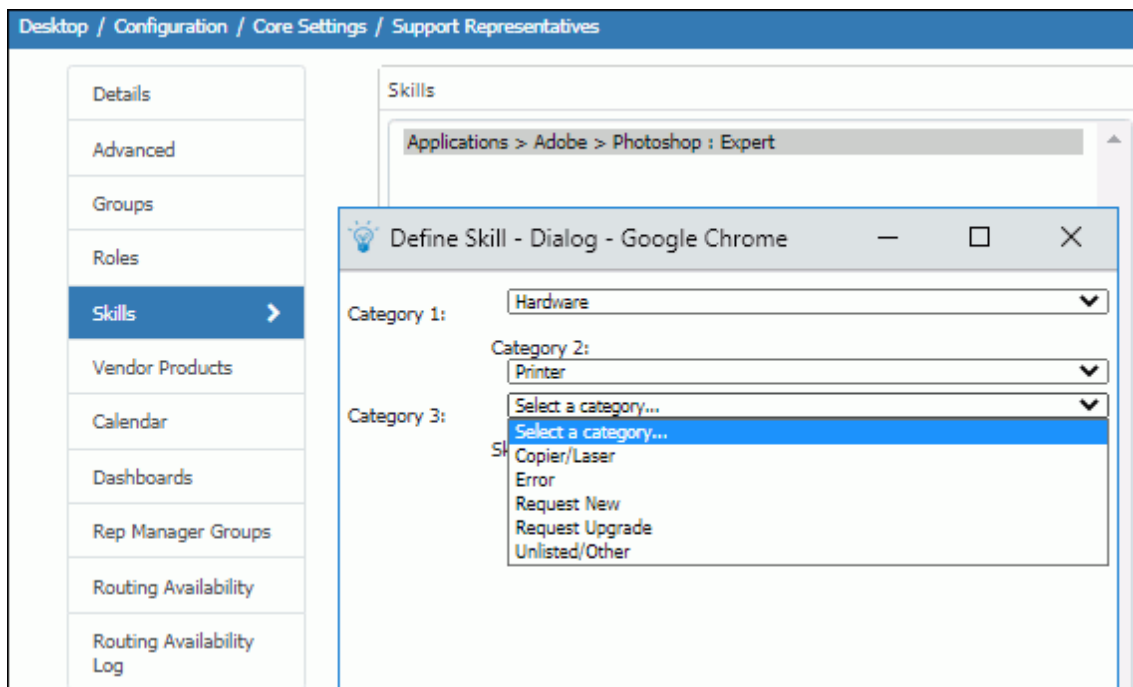 Desktop / Configuration / Core Settings / Support Representatives
Details
Advanced
Groups
Roles
Skills
Vendor Products
Calendar
Dashboards
Rep Manager Groups
Routing Availability
Routing Availability
Log
Skills
Applications > Adobe > Photoshop : Expert
Define Skill - Dialog - Google Chrome
Category 1:
Hardware
Category 2:
Printer
Category 3:
Select a category...
Select a category...
Copier/Laser
Error
Request New
Request Upgrade
Unlisted/Other